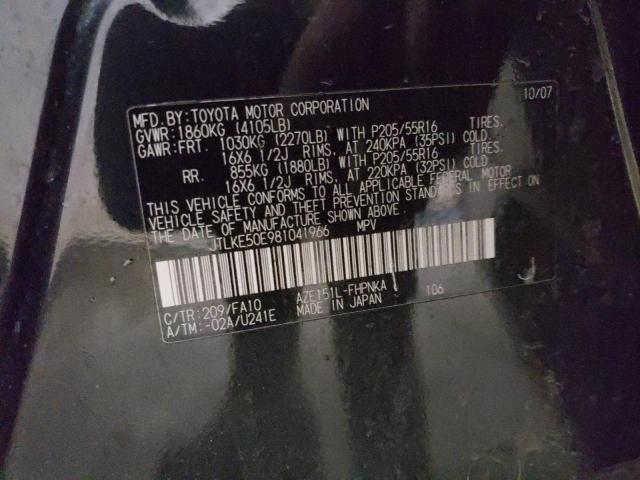 MFD.BY:TOYOTA MOTOR CORPORATION 10/07
GVWR:1860KG (4105LB)
GAWR:FRT. 1030KG (2270LB) WITH P205/55R16 TIRES.
16X6 1/2J RIMS. AT 240KPA (35PSI) COLD.
RR. 855KG (1880LB) WITH P205/55R16 TIRES.
16X6 1/2J RIMS. AT 220KPA (32PSI) COLD.
THIS VEHICLE CONFORMS TO ALL APPLICABLE FEDERAL MOTOR
VEHICLE SAFETY AND THEFT PREVENTION STANDARDS IN EFFECT ON
THE DATE OF MANUFACTURE SHOWN ABOVE.
JTLKE50E981041966 MPV
C/TR:209/FA10 AZE151L-FHPNKA 106
A/TM:-02A/U241E MADE IN JAPAN